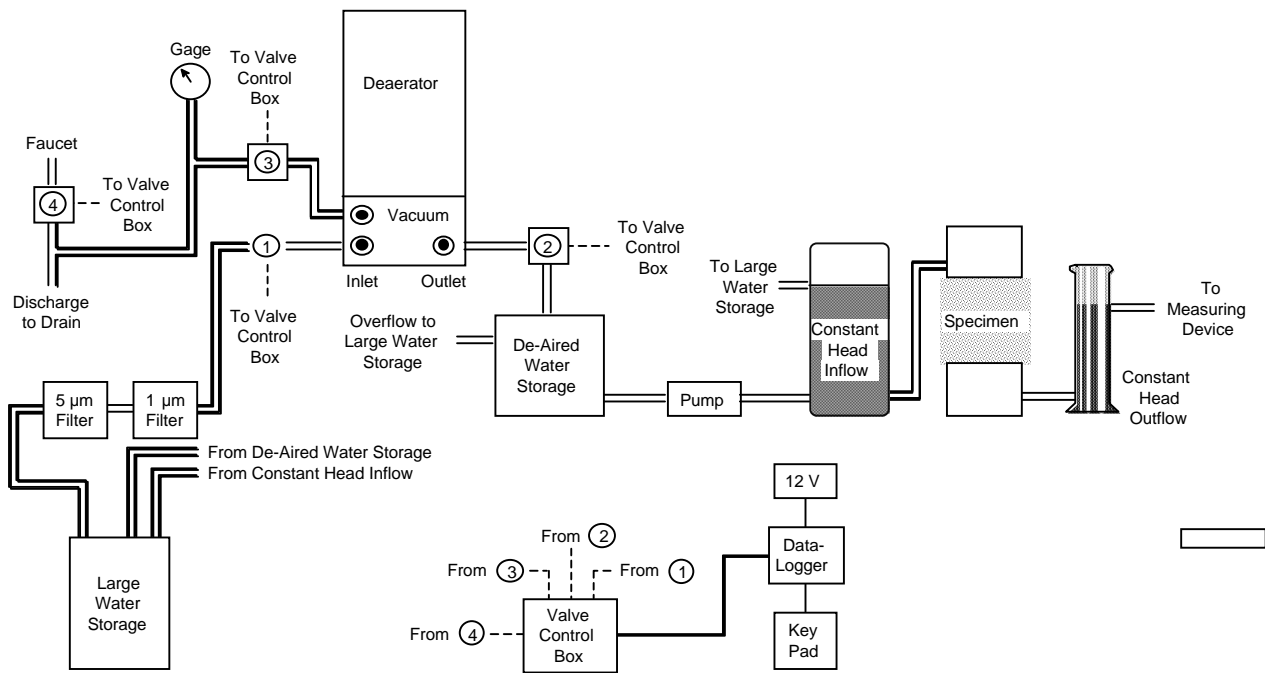 Gage
To Valve
Control
Box
Deaerator
Faucet
3
4
To Valve
Control
Box
Vacuum
1
2
To Valve
Control
Box
Inlet
Outlet
Discharge
to Drain
To Valve
Control
Box
To Large
Water
Storage
To
Measuring
Device
Overflow to
Large Water
Storage
De-Aired
Water
Storage
Constant
Head
Inflow
Specimen
5 µm
Filter
1 µm
Filter
Pump
Constant
Head
Outflow
From De-Aired Water Storage
From Constant Head Inflow
Large
Water
Storage
12 V
From 2
From 3
From 1
From 4
Valve
Control
Box
Data-
Logger
Key
Pad